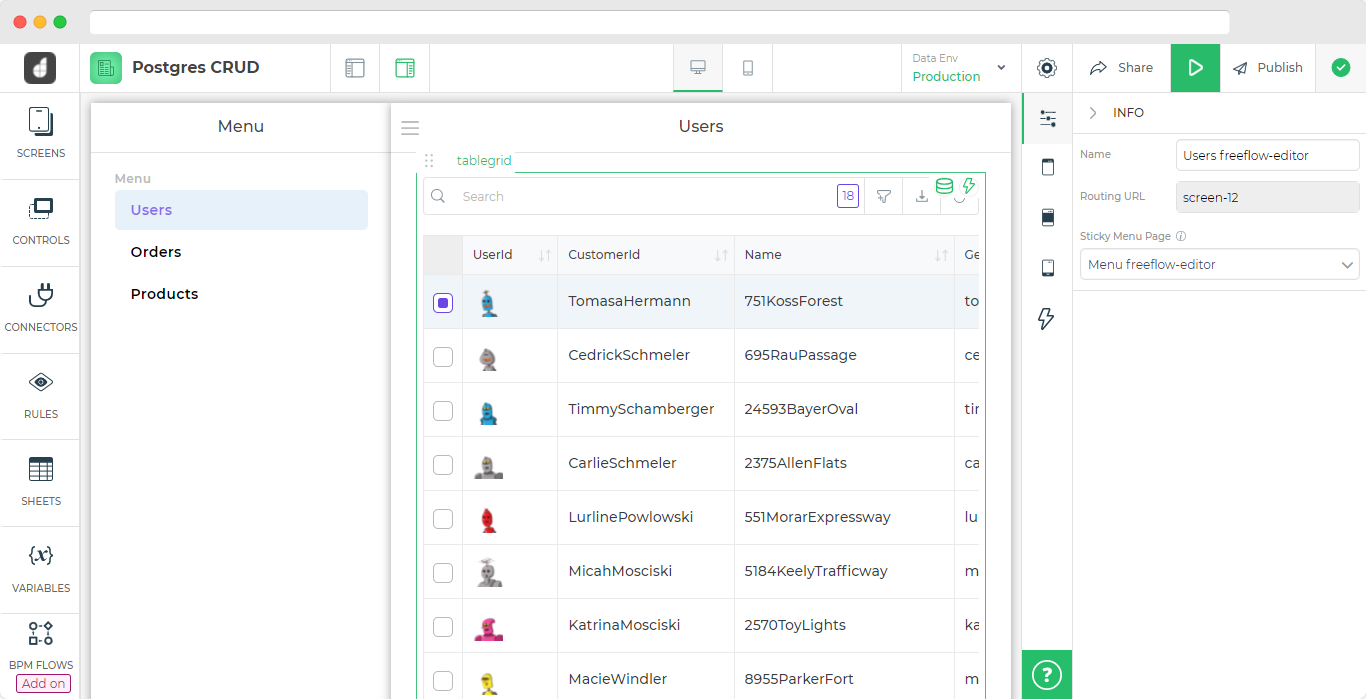 Postgres CRUD
Data Env
Production
Share
Publish
SCREENS
CONTROLS
CONNECTORS
RULES
SHEETS
VARIABLES
BPM FLOWS
Add on
Menu
Menu
Users
Orders
Products
Users
tablegrid
Search
18
UserId CustomerId Name Ge
TomasaHermann 751KossForest to
CedrickSchmeler 695RauPassage ce
TimmySchamberger 24593BayerOval tir
CarlieSchmeler 2375AllenFlats ca
LurlinePowlowski 551MorarExpressway lu
MicahMosciski 5184KeelyTrafficway m
KatrinaMosciski 2570ToyLights ka
MacieWindler 8955ParkerFort m
INFO
Name Users freeflow-editor
Routing URL screen-12
Sticky Menu Page
Menu freeflow-editor
?